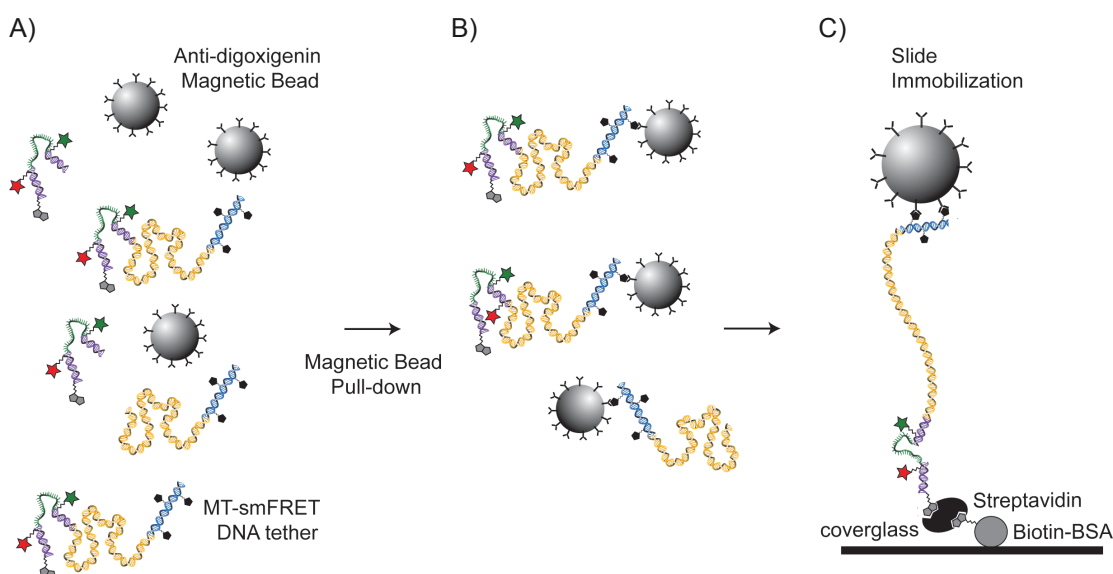 A)
Anti-digoxigenin
Magnetic Bead
MT-smFRET
DNA tether
Magnetic Bead
Pull-down
B)
C)
Slide
Immobilization
Streptavidin
coverglass
Biotin-BSA